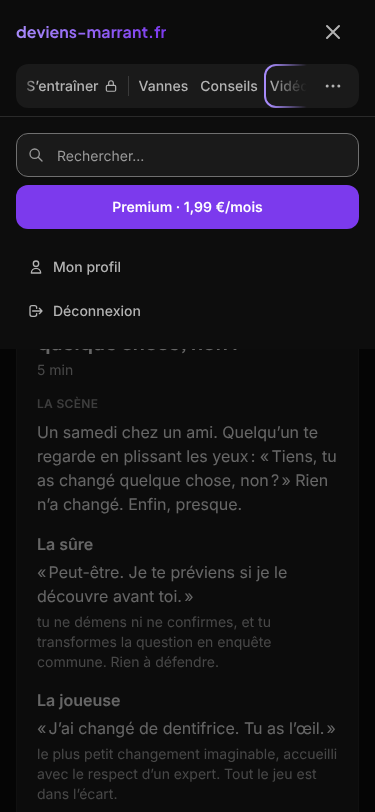 deviens-marrant.fr
S'entraîner
Vannes
Conseils
Vidéo
Rechercher...
Premium · 1,99 €/mois
Mon profil
Déconnexion
5 min
LA SCÈNE
Un samedi chez un ami. Quelqu'un te
regarde en plissant les yeux : « Tiens, tu
as changé quelque chose, non ? » Rien
n'a changé. Enfin, presque.
La sûre
« Peut-être. Je te préviens si je le
découvre avant toi. »
tu ne démens ni ne confirmes, et tu
transformes la question en enquête
commune. Rien à défendre.
La joueuse
« J'ai changé de dentifrice. Tu as l'œil. »
le plus petit changement imaginable, accueilli
avec le respect d'un expert. Tout le jeu est
dans l'écart.